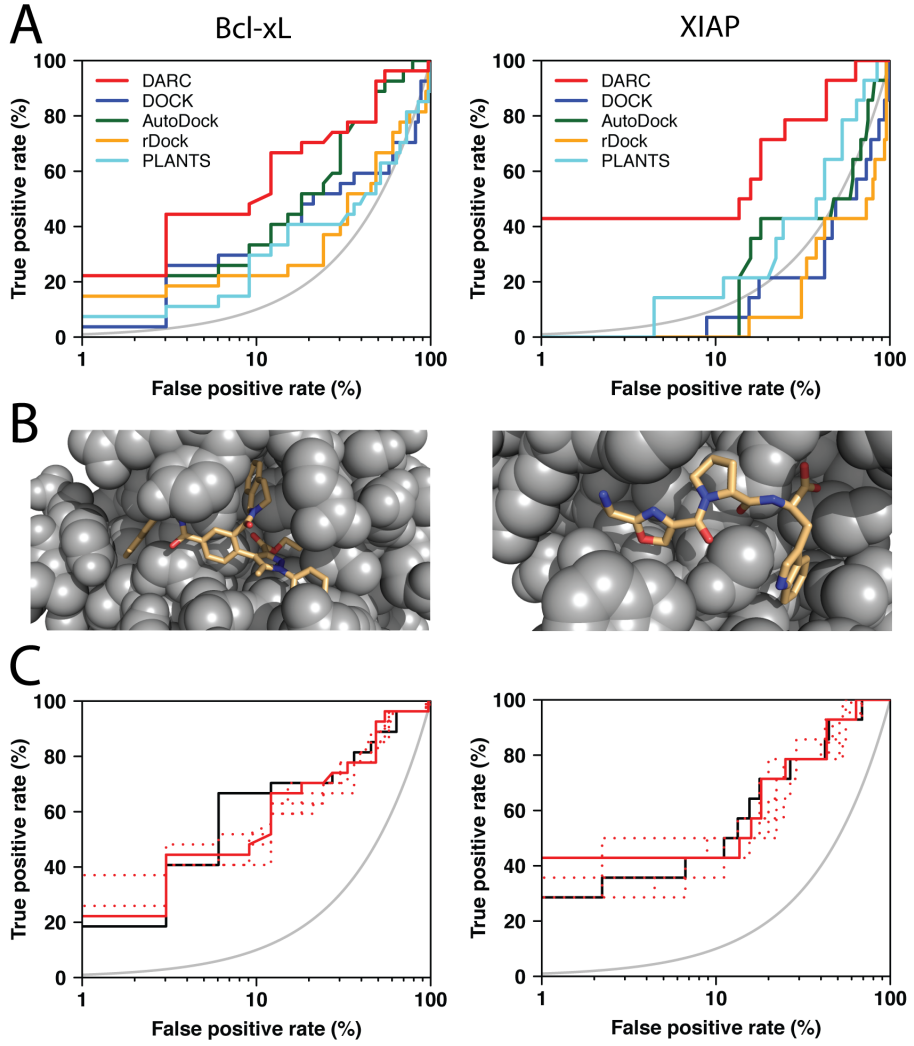 A
Bcl-xL
XIAP
True positive rate (%)
100
80
60
40
20
0
DARC
DOCK
AutoDock
rDock
PLANTS
1
10
100
False positive rate (%)
True positive rate (%)
100
80
60
40
20
0
DARC
DOCK
AutoDock
rDock
PLANTS
1
10
100
False positive rate (%)
B
C
True positive rate (%)
100
80
60
40
20
0
1
10
100
False positive rate (%)
True positive rate (%)
100
80
60
40
20
0
1
10
100
False positive rate (%)